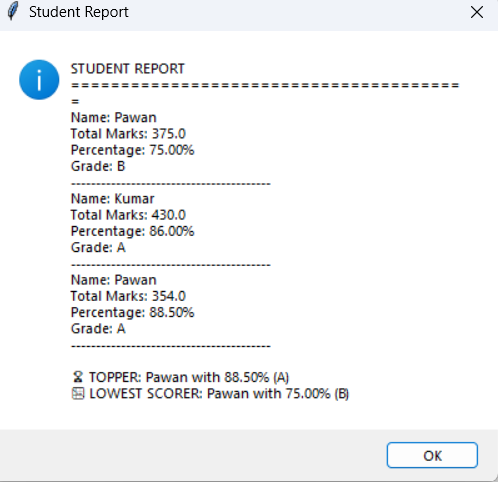 Student Report
STUDENT REPORT
=======================================
=
Name: Pawan
Total Marks: 375.0
Percentage: 75.00%
Grade: B
----------------------------------------
Name: Kumar
Total Marks: 430.0
Percentage: 86.00%
Grade: A
----------------------------------------
Name: Pawan
Total Marks: 354.0
Percentage: 88.50%
Grade: A
----------------------------------------
TOPPER: Pawan with 88.50% (A)
LOWEST SCORER: Pawan with 75.00% (B)
OK